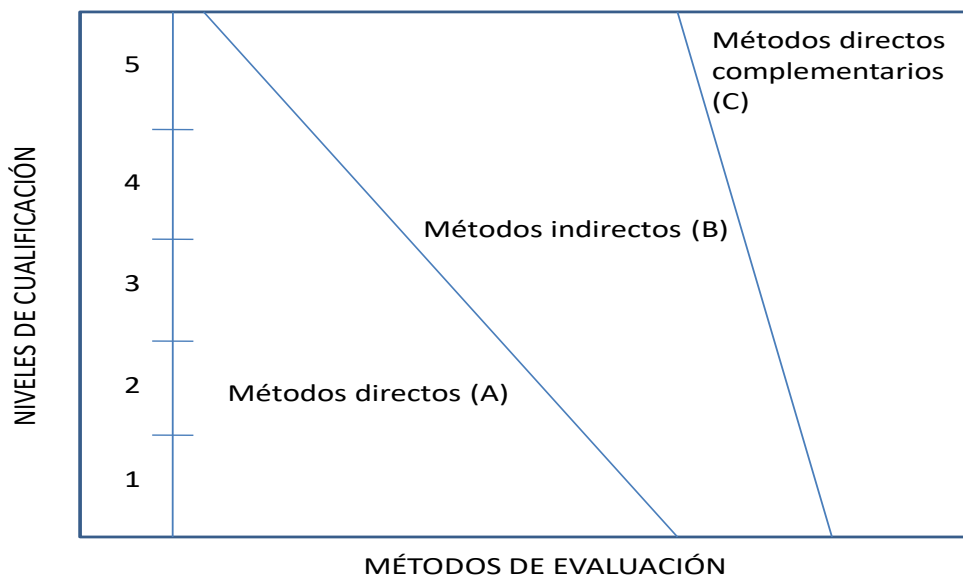 NIVELES DE CUALIFICACIÓN
5
4
3
2
1
Métodos directos
complementarios
(C)
Métodos indirectos (B)
Métodos directos (A)
MÉTODOS DE EVALUACIÓN